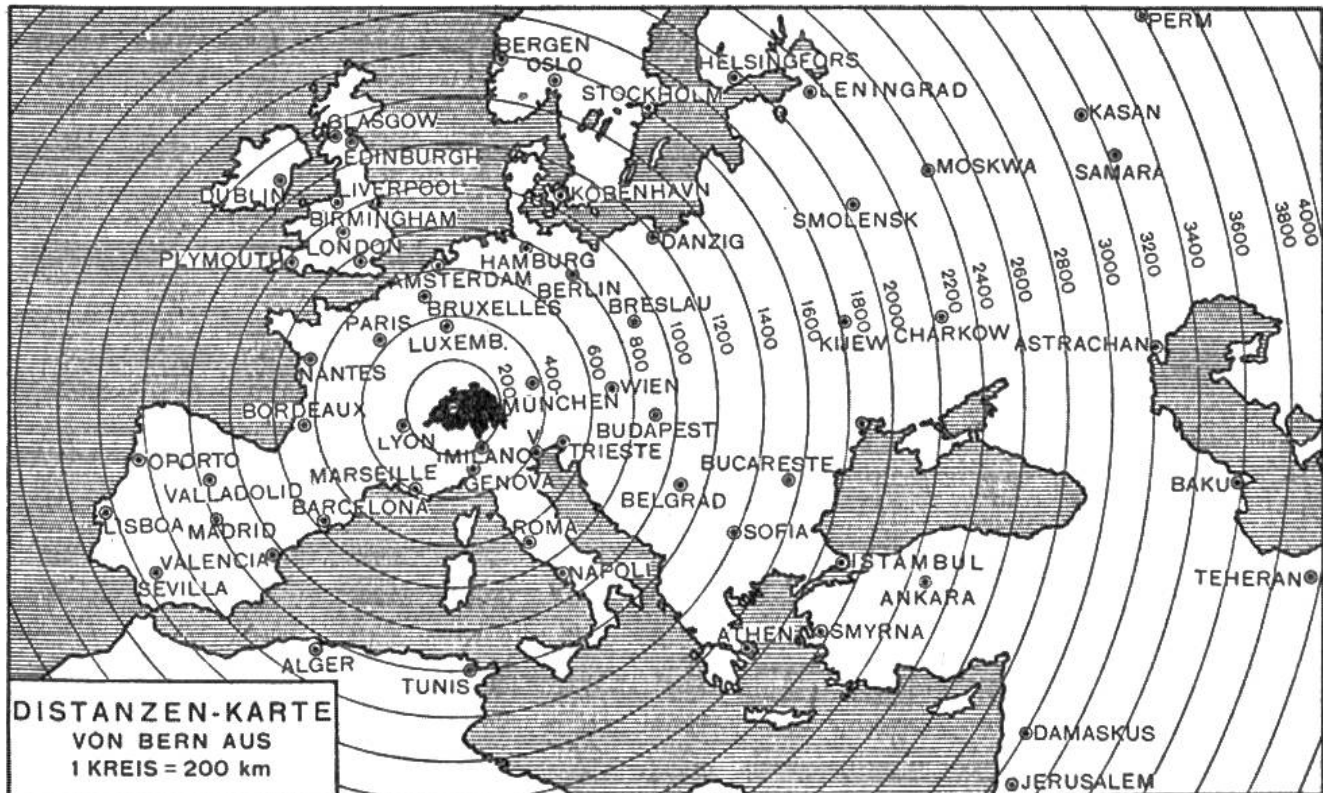 PERM
BERGEN
OSLO
HELSINGFORS
STOCKHOLM
LENINGRAD
KASAN
GLASGOW
EDINBURGH
MOSKWA
SAMARA
DUBLIN
LIVERPOOL
KÖBENHAVN
BIRMINGHAM
SMOLENSK
LONDON
DANZIG
PLYMOUTH
HAMBURG
AMSTERDAM
BERLIN
BRUXELLES
BRESLAU
PARIS
LUXEMB.
KIJEW
CHARKOW
ASTRACHAN
200
400
600
800
1000
1200
1400
1600
1800
2000
2200
2400
2600
2800
3000
3200
3400
3600
3800
4000
NANTES
WIEN
MÜNCHEN
BORDEAUX
BUDAPEST
LYON
V.
TRIESTE
MILANO
OPORTO
MARSEILLE
GENOVA
BUCARESTE
BAKU
VALLADOLID
BELGRAD
BARCELONA
LISBOA
MADRID
ROMA
SOFIA
VALENCIA
ISTAMBUL
NAPOLI
TEHERAN
SEVILLA
ANKARA
ATHEN
SMYRNA
ALGER
TUNIS
DAMASKUS
JERUSALEM
DISTANZEN-KARTE
VON BERN AUS
1 KREIS = 200 km